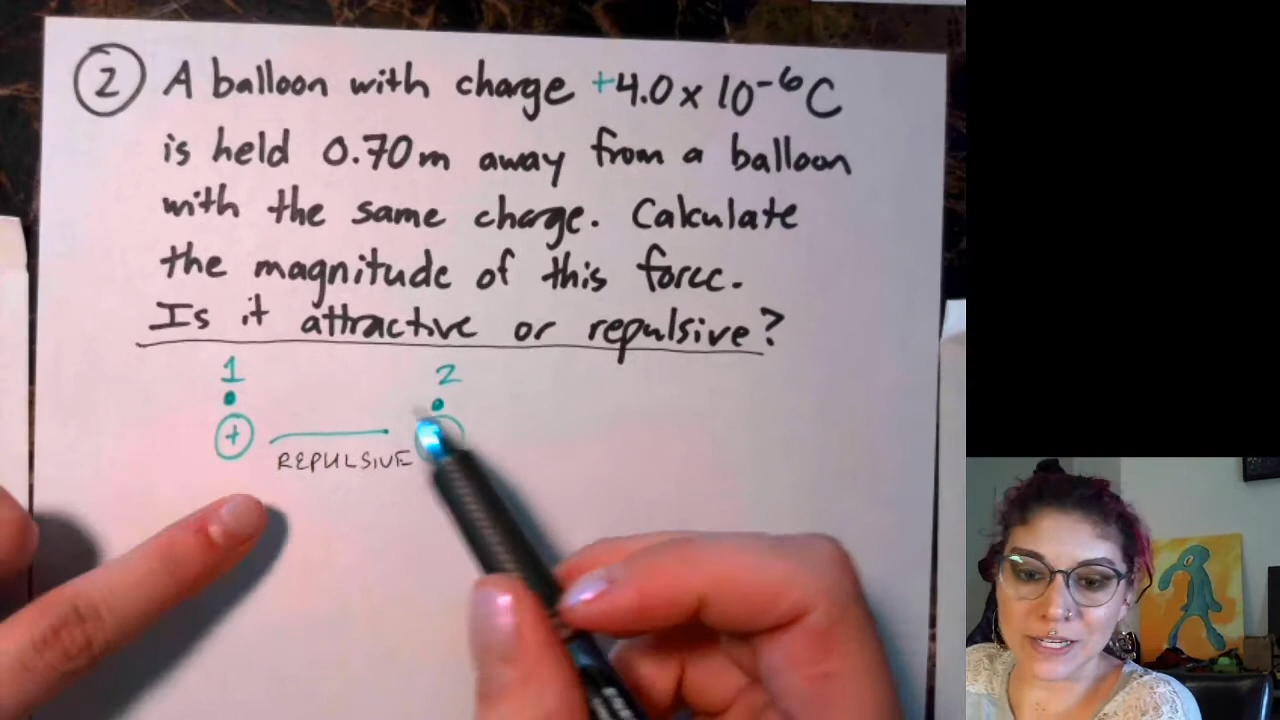 2 A balloon with charge +4.0 x 10⁻⁶ C
is held 0.70m away from a balloon
with the same charge. Calculate
the magnitude of this force.
Is it attractive or repulsive?
1 2
+
REPULSIVE